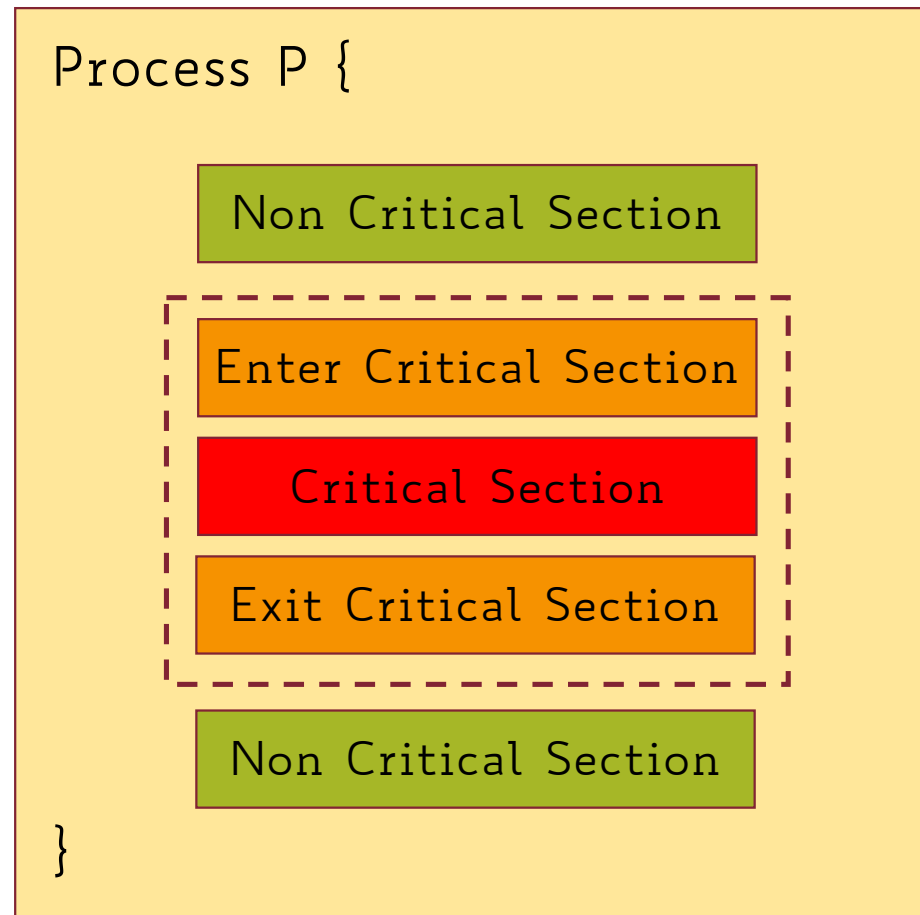 Process P {
Non Critical Section
Enter Critical Section
Critical Section
Exit Critical Section
Non Critical Section
}